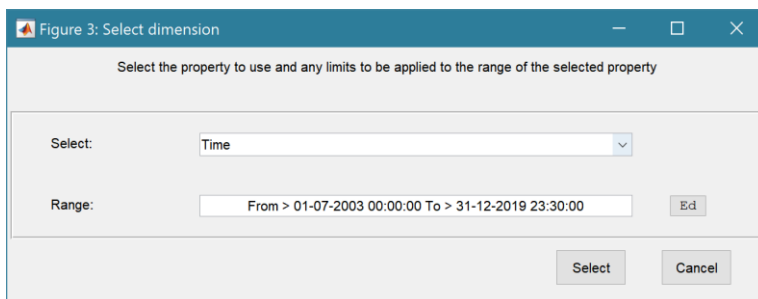 Figure 3: Select dimension
Select the property to use and any limits to be applied to the range of the selected property
Select:
Time
Range:
From > 01-07-2003 00:00:00 To > 31-12-2019 23:30:00
Ed
Select
Cancel